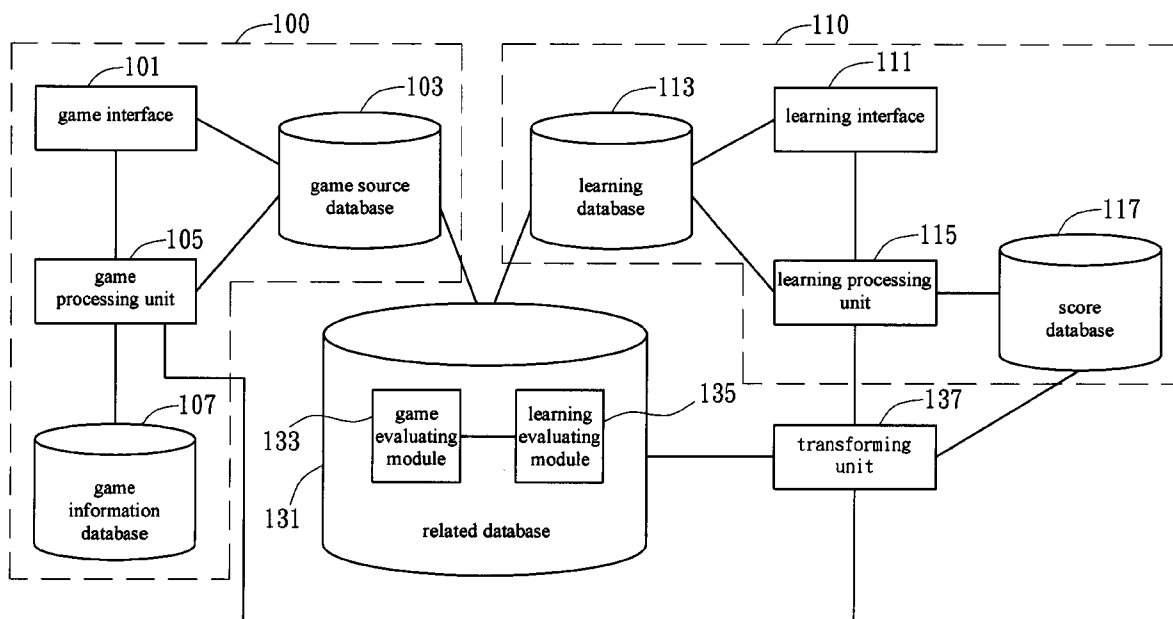 100
110
101
game interface
103
game source
database
113
learning
database
111
learning interface
105
game
processing unit
115
learning processing
unit
117
score
database
107
game
information
database
133
game
evaluating
module
learning
evaluating
module
135
131
related database
137
transforming
unit